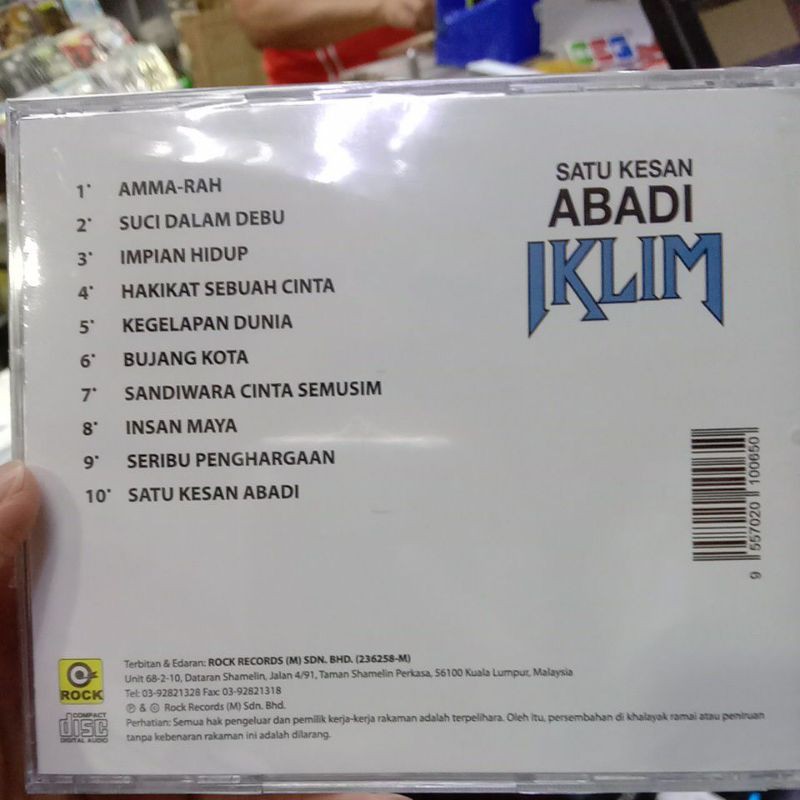 1• AMMA-RAH
2• SUCI DALAM DEBU
3• IMPIAN HIDUP
4• HAKIKAT SEBUAH CINTA
5• KEGELAPAN DUNIA
6• BUJANG KOTA
7• SANDIWARA CINTA SEMUSIM
8• INSAN MAYA
9• SERIBU PENGHARGAAN
10• SATU KESAN ABADI
SATU KESAN
ABADI
IKLIM
9 557020 100650
ROCK
COMPACT
disc
DIGITAL AUDIO
Terbitan & Edaran: ROCK RECORDS (M) SDN. BHD. (236258-M)
Unit 68-2-10, Dataran Shamelin, Jalan 4/91, Taman Shamelin Perkasa, 56100 Kuala Lumpur, Malaysia
Tel: 03-92821328 Fax: 03-92821318
℗ & © Rock Records (M) Sdn. Bhd.
Perhatian: Semua hak pengeluar dan pemilik kerja-kerja rakaman adalah terpelihara. Oleh itu, persembahan di khalayak ramai atau peniruan
tanpa kebenaran rakaman ini adalah dilarang.